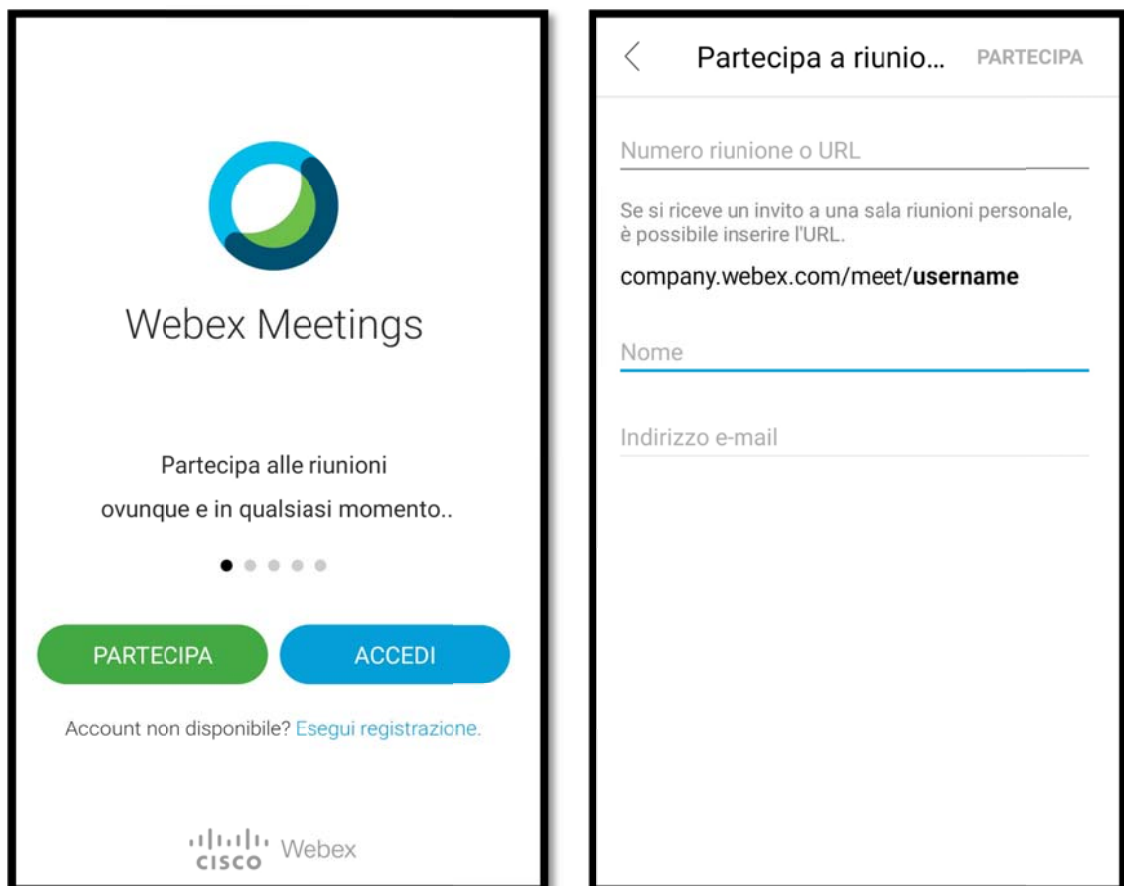 Webex Meetings
Partecipa alle riunioni
ovunque e in qualsiasi momento..
PARTECIPA
ACCEDI
Account non disponibile? Esegui registrazione.
CISCO Webex
Partecipa a riunio... PARTECIPA
Numero riunione o URL
Se si riceve un invito a una sala riunioni personale,
è possibile inserire l'URL.
company.webex.com/meet/username
Nome
Indirizzo e-mail